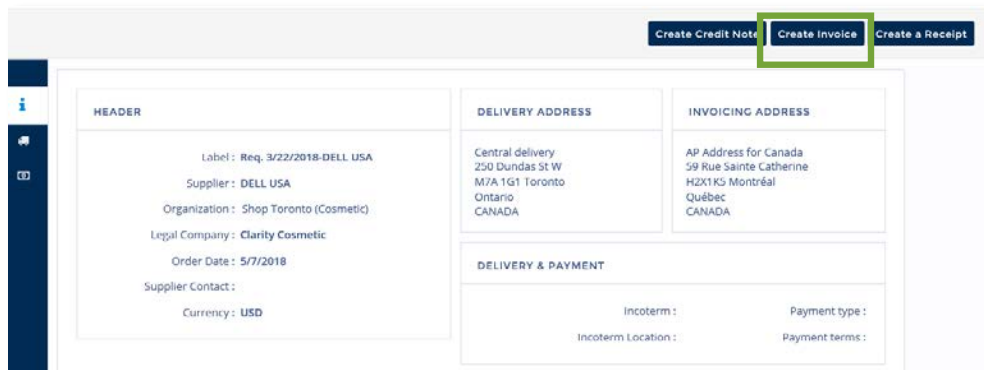 Create Credit Note Create Invoice Create a Receipt
HEADER
Label : Req. 3/22/2018-DELL USA
Supplier : DELL USA
Organization : Shop Toronto (Cosmetic)
Legal Company : Clarity Cosmetic
Order Date : 5/7/2018
Supplier Contact :
Currency : USD
DELIVERY ADDRESS
Central delivery
250 Dundas St W
M7A 1G1 Toronto
Ontario
CANADA
INVOICING ADDRESS
AP Address for Canada
59 Rue Sainte Catherine
H2X1K5 Montréal
Québec
CANADA
DELIVERY & PAYMENT
Incoterm :
Payment type :
Incoterm Location :
Payment terms :